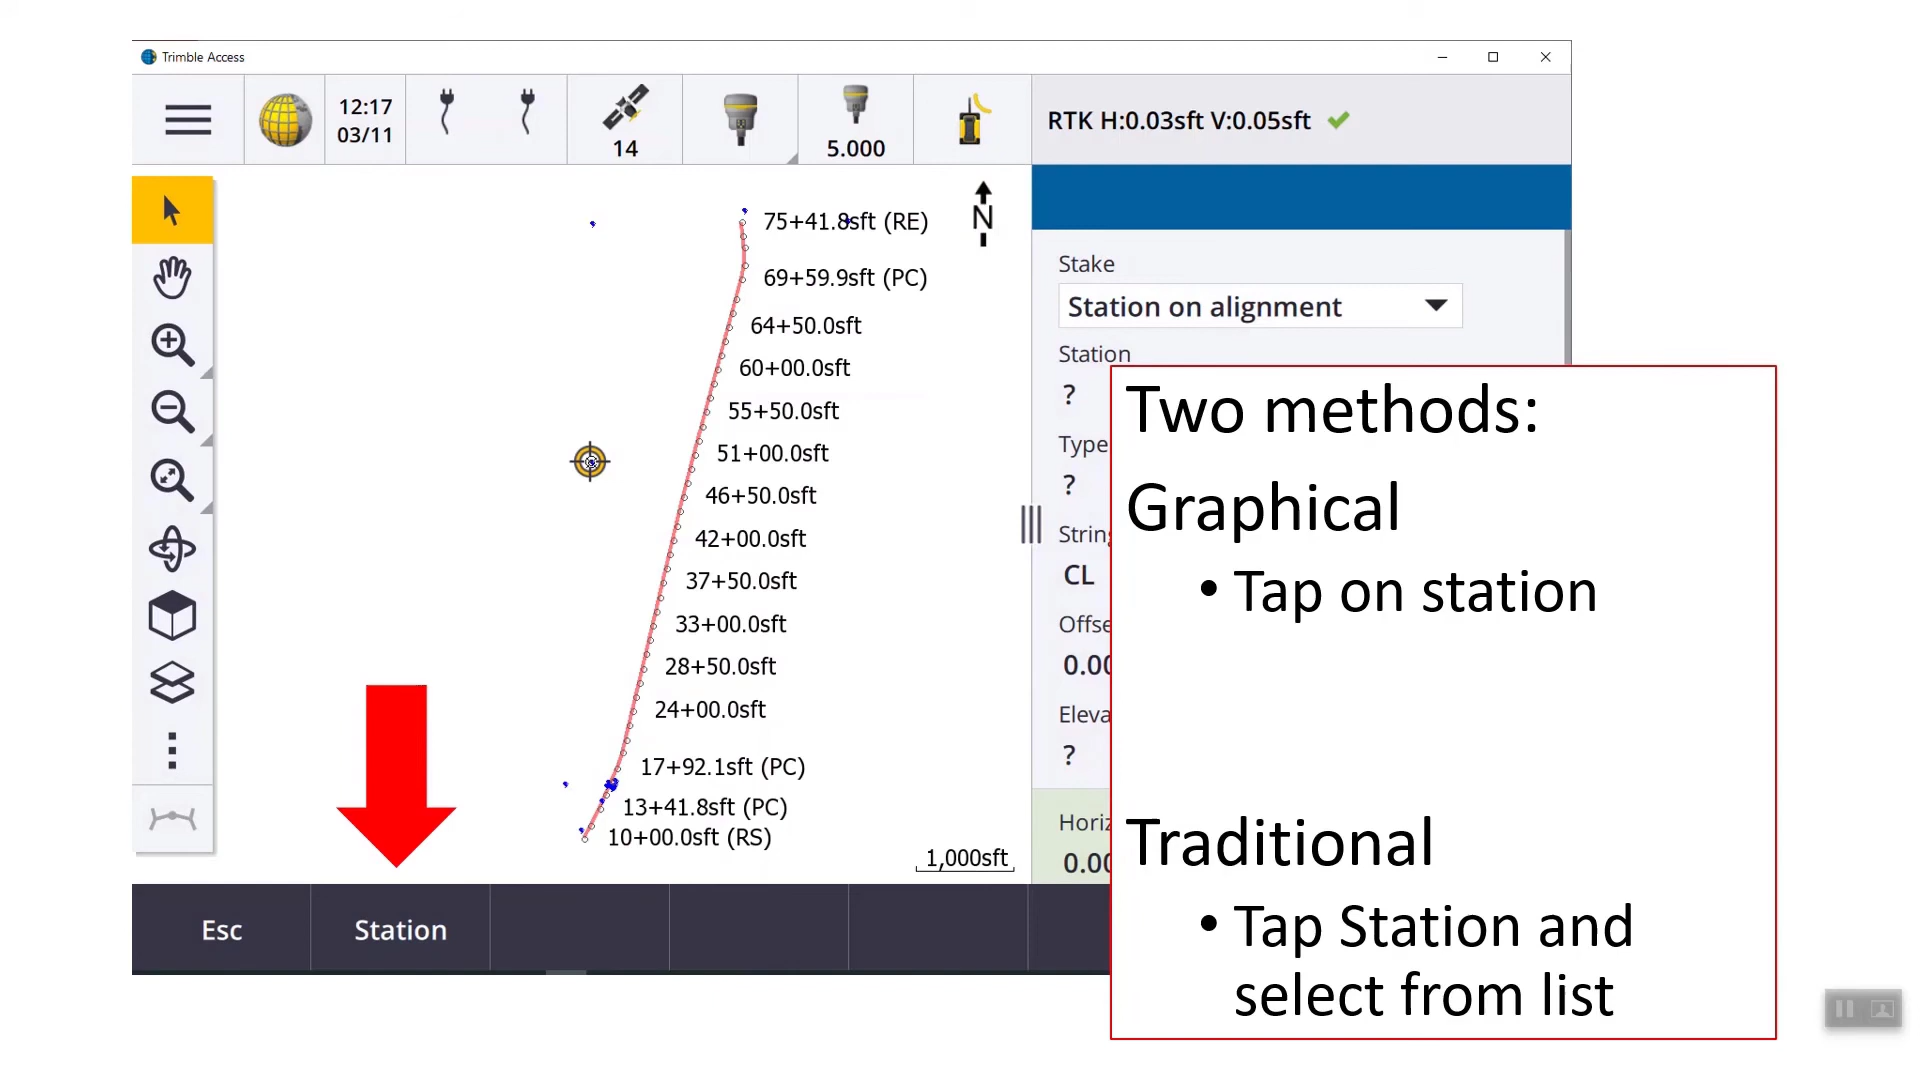 Trimble Access
12:17
03/11
14
5.000
RTK H:0.03sft V:0.05sft
N
75+41.8sft (RE)
69+59.9sft (PC)
64+50.0sft
60+00.0sft
55+50.0sft
51+00.0sft
46+50.0sft
42+00.0sft
37+50.0sft
33+00.0sft
28+50.0sft
24+00.0sft
17+92.1sft (PC)
13+41.8sft (PC)
10+00.0sft (RS)
1,000sft
Stake
Station on alignment
Station
?
Type
?
String
CL
Offse
0.00
Eleva
?
Horiz
0.00
Esc
Station
Two methods:
Graphical
• Tap on station
Traditional
• Tap Station and
select from list